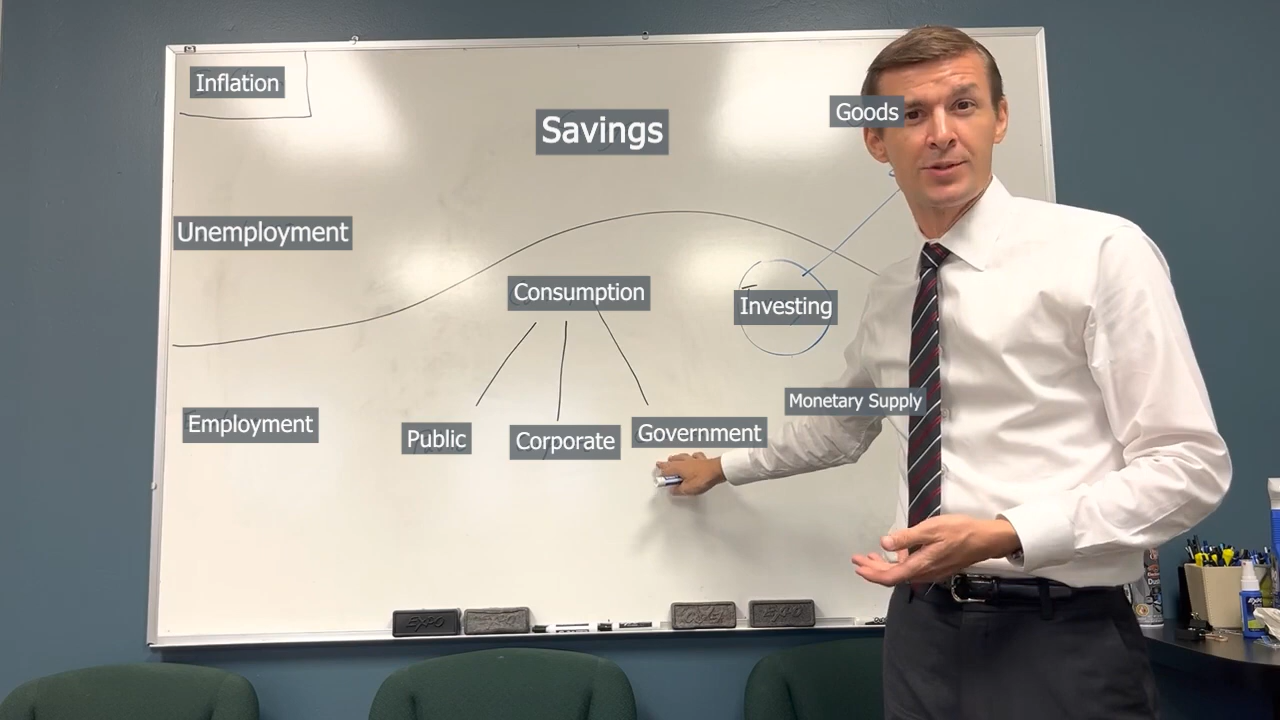 Inflation
Savings
Goods
Unemployment
Consumption
Investing
Monetary Supply
Employment
Public
Corporate
Government
EXPO
EXPO
EXPO
EXPO